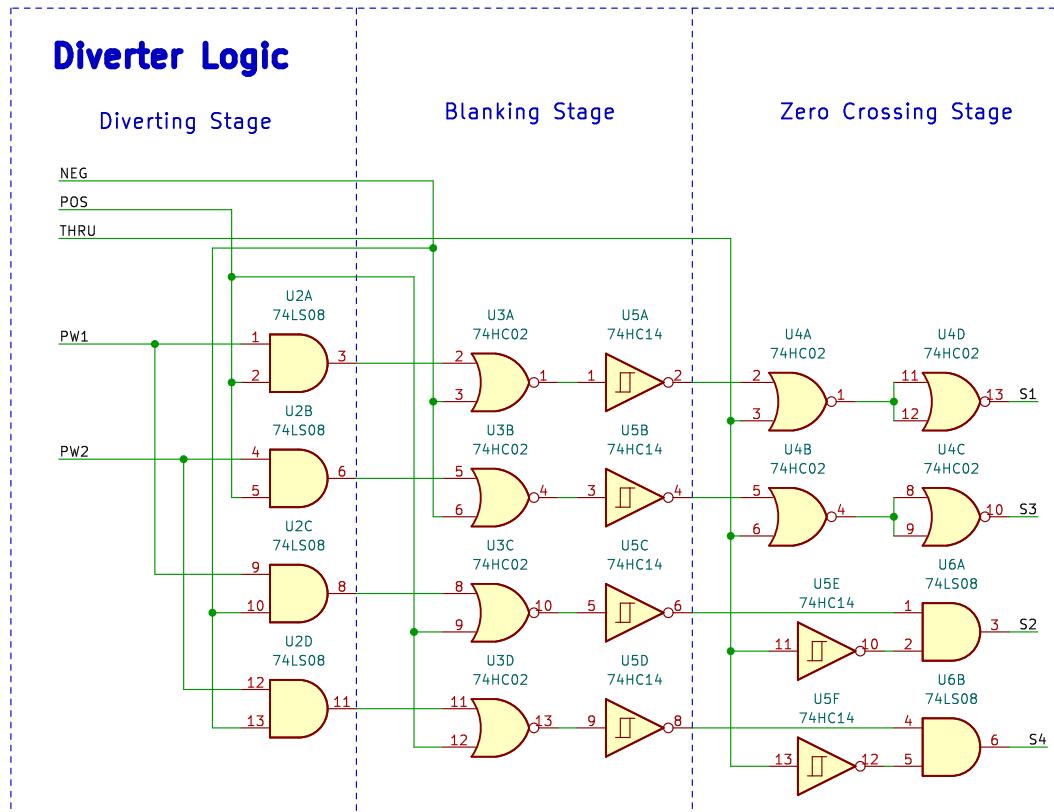 Diverter Logic
Diverting Stage
Blanking Stage
Zero Crossing Stage
NEG
POS
THRU
PW1
PW2
U2A
74LS08
1
2
3
U2B
74LS08
4
5
6
U2C
74LS08
9
10
8
U2D
74LS08
12
13
11
U3A
74HC02
2
3
1
U5A
74HC14
1
2
U3B
74HC02
5
6
4
U5B
74HC14
3
4
U3C
74HC02
8
9
10
U5C
74HC14
5
6
U3D
74HC02
11
12
13
U5D
74HC14
9
8
U4A
74HC02
2
3
1
U4D
74HC02
11
12
13
S1
U4B
74HC02
5
6
4
U4C
74HC02
8
9
10
S3
U5E
74HC14
11
10
U6A
74LS08
1
2
3
S2
U5F
74HC14
13
12
U6B
74LS08
4
5
6
S4